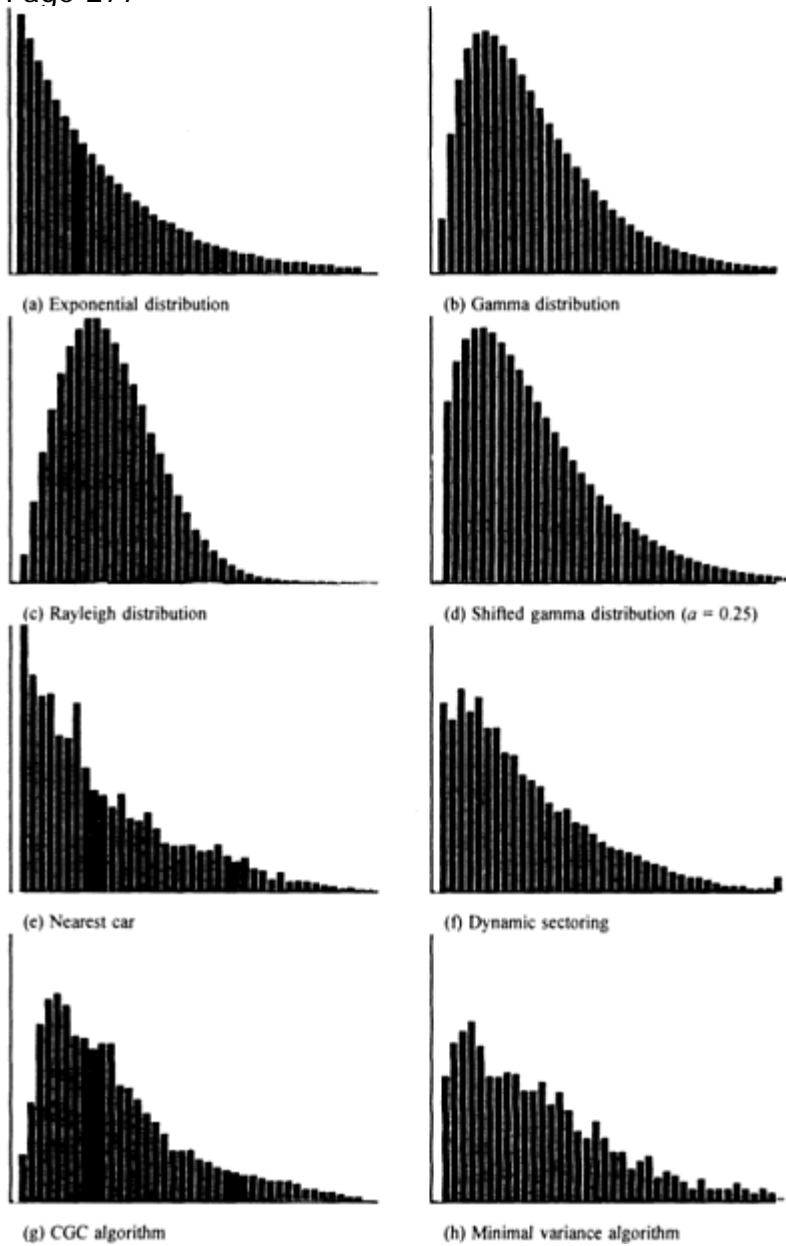 (a) Exponential distribution
(b) Gamma distribution
(c) Rayleigh distribution
(d) Shifted gamma distribution (a = 0.25)
(e) Nearest car
(f) Dynamic sectoring
(g) CGC algorithm
(h) Minimal variance algorithm